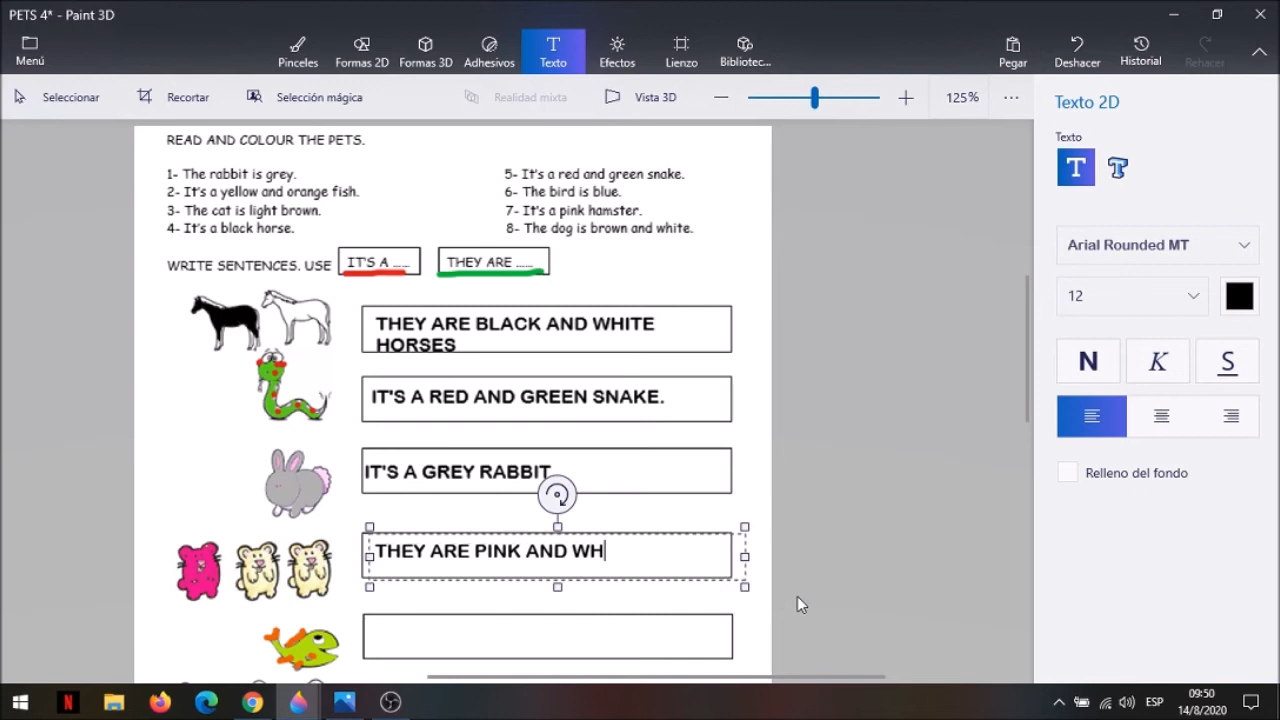 PETS 4* - Paint 3D
Menú
Pinceles
Formas 2D
Formas 3D
Adhesivos
Texto
Efectos
Lienzo
Bibliotec...
Pegar
Deshacer
Historial
Rehacer
Seleccionar
Recortar
Selección mágica
Realidad mixta
Vista 3D
125%
Texto 2D
Texto
Arial Rounded MT
12
N K S
Relleno del fondo
READ AND COLOUR THE PETS.
1- The rabbit is grey.
2- It's a yellow and orange fish.
3- The cat is light brown.
4- It's a black horse.
5- It's a red and green snake.
6- The bird is blue.
7- It's a pink hamster.
8- The dog is brown and white.
WRITE SENTENCES. USE IT'S A ...... THEY ARE ......
THEY ARE BLACK AND WHITE
HORSES
IT'S A RED AND GREEN SNAKE.
IT'S A GREY RABBIT
THEY ARE PINK AND WH
ESP
09:50
14/8/2020